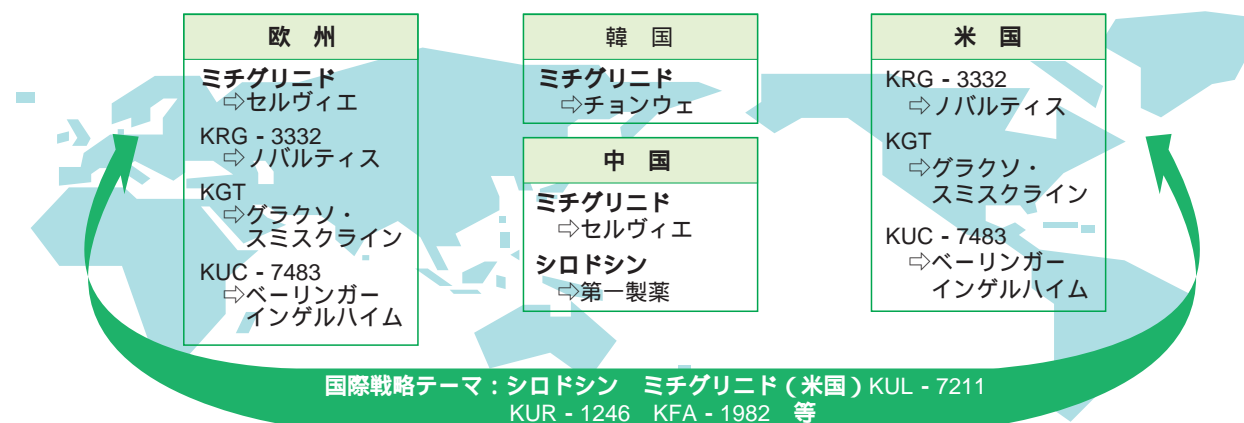 欧 州
ミチグリニド
⇨セルヴィエ
KRG - 3332
⇨ノバルティス
KGT
⇨グラクソ・
スミスクライン
KUC - 7483
⇨ベーリンガー
インゲルハイム
韓 国
ミチグリニド
⇨チョンウェ
中 国
ミチグリニド
⇨セルヴィエ
シロドシン
⇨第一製薬
米 国
KRG - 3332
⇨ノバルティス
KGT
⇨グラクソ・
スミスクライン
KUC - 7483
⇨ベーリンガー
インゲルハイム
国際戦略テーマ：シロドシン ミチグリニド（米国）KUL - 7211
KUR - 1246 KFA - 1982 等